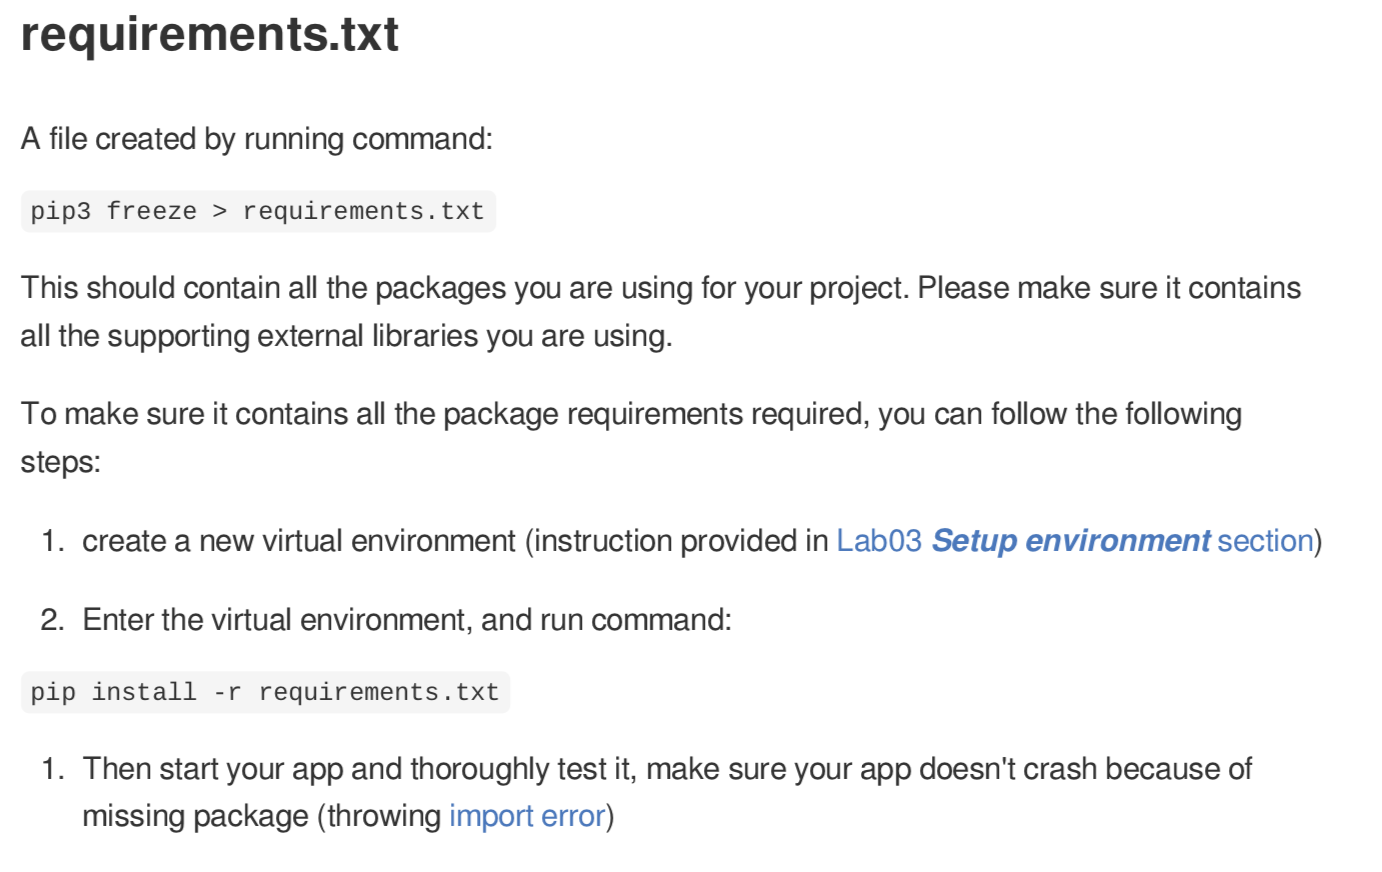 requirements.txt
A file created by running command:
pip3 freeze > requirements.txt
This should contain all the packages you are using for your project. Please make sure it contains
all the supporting external libraries you are using.
To make sure it contains all the package requirements required, you can follow the following
steps:
1. create a new virtual environment (instruction provided in Lab03 Setup environment section)
2. Enter the virtual environment, and run command:
pip install -r requirements.txt
1. Then start your app and thoroughly test it, make sure your app doesn't crash because of
missing package (throwing import error)